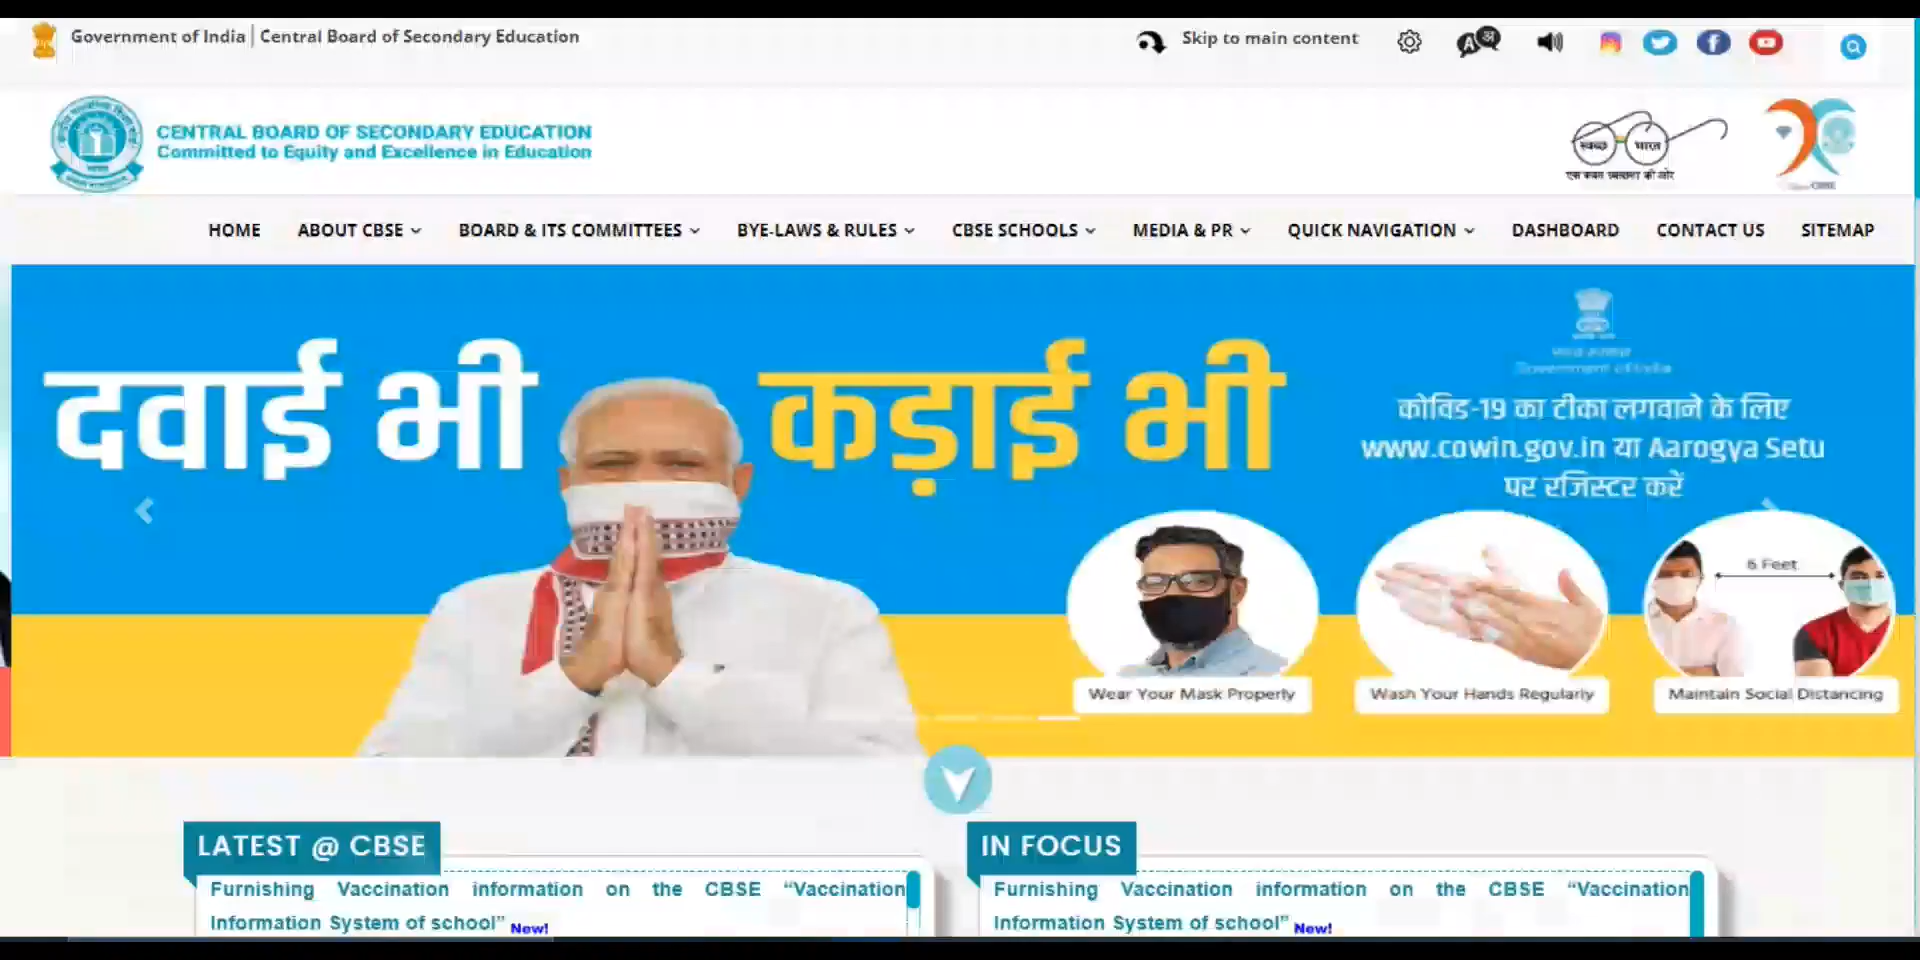 Government of India | Central Board of Secondary Education
Skip to main content
CENTRAL BOARD OF SECONDARY EDUCATION
Committed to Equity and Excellence in Education
स्वच्छ भारत
एक कदम स्वच्छता की ओर
HOME ABOUT CBSE BOARD & ITS COMMITTEES BYE-LAWS & RULES CBSE SCHOOLS MEDIA & PR QUICK NAVIGATION DASHBOARD CONTACT US SITEMAP
दवाई भी कड़ाई भी
Government of India
कोविड-19 का टीका लगवाने के लिए
www.cowin.gov.in या Aarogya Setu
पर रजिस्टर करें
6 Feet
Wear Your Mask Properly
Wash Your Hands Regularly
Maintain Social Distancing
LATEST @ CBSE
Furnishing Vaccination information on the CBSE “Vaccination
Information System of school” New!
IN FOCUS
Furnishing Vaccination information on the CBSE “Vaccination
Information System of school” New!